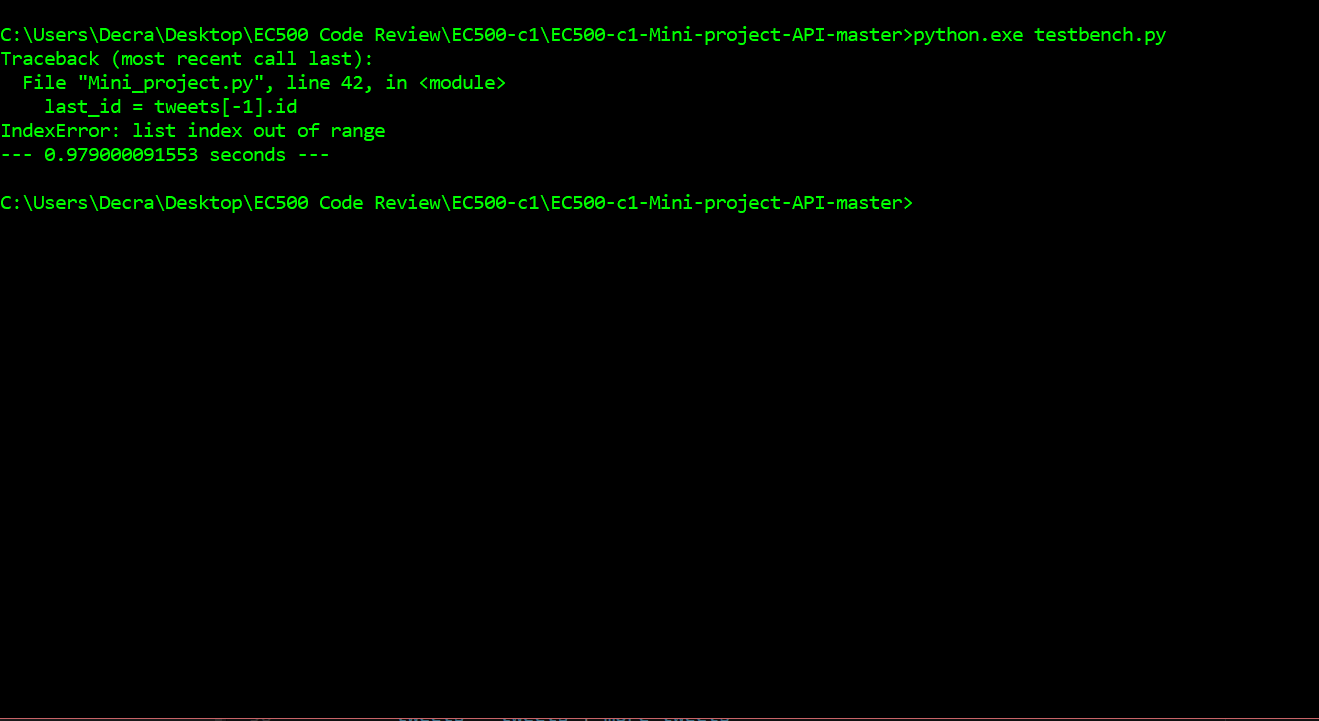 C:\Users\Decra\Desktop\EC500 Code Review\EC500-c1\EC500-c1-Mini-project-API-master>python.exe testbench.py
Traceback (most recent call last):
  File "Mini_project.py", line 42, in <module>
    last_id = tweets[-1].id
IndexError: list index out of range
--- 0.979000091553 seconds ---
C:\Users\Decra\Desktop\EC500 Code Review\EC500-c1\EC500-c1-Mini-project-API-master>